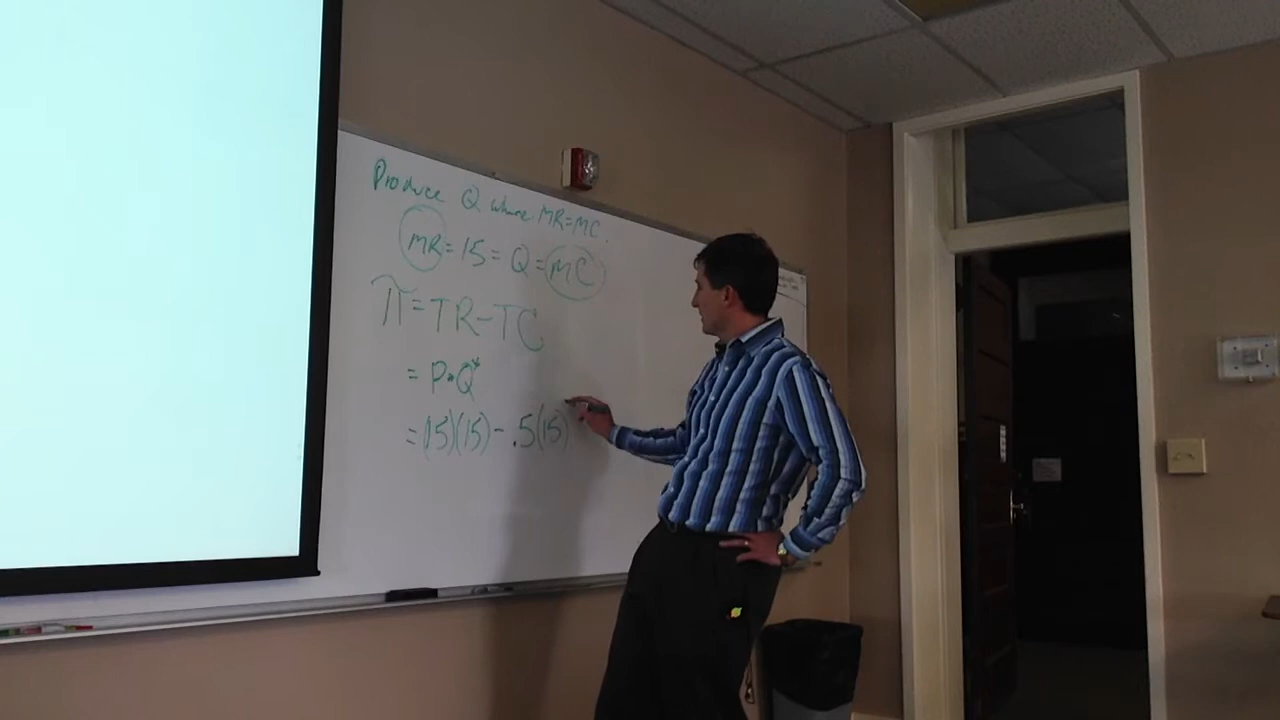 Produce Q where MR=MC.
MR = 15 = Q = MC
π = TR - TC
= P•Q*
= (15)(15) - .5(15)